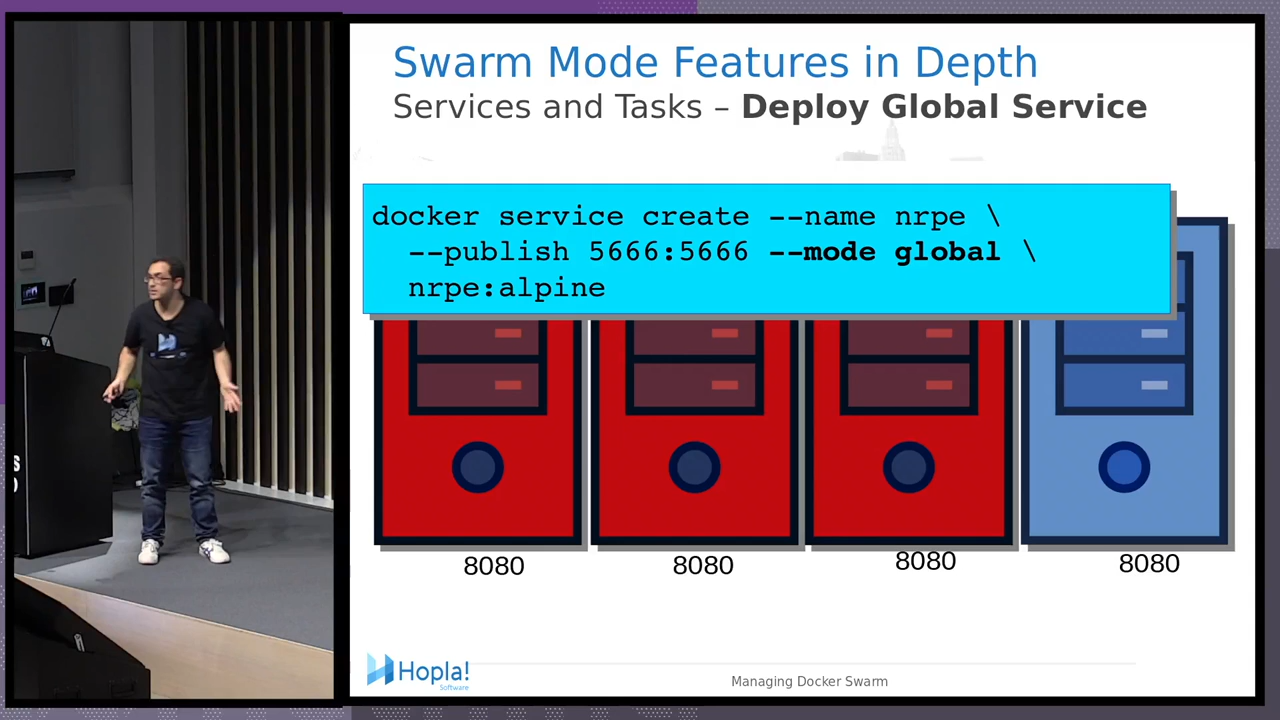 Swarm Mode Features in Depth
Services and Tasks – Deploy Global Service
docker service create --name nrpe \
--publish 5666:5666 --mode global \
nrpe:alpine
8080
8080
8080
8080
Hopla!
Software
Managing Docker Swarm